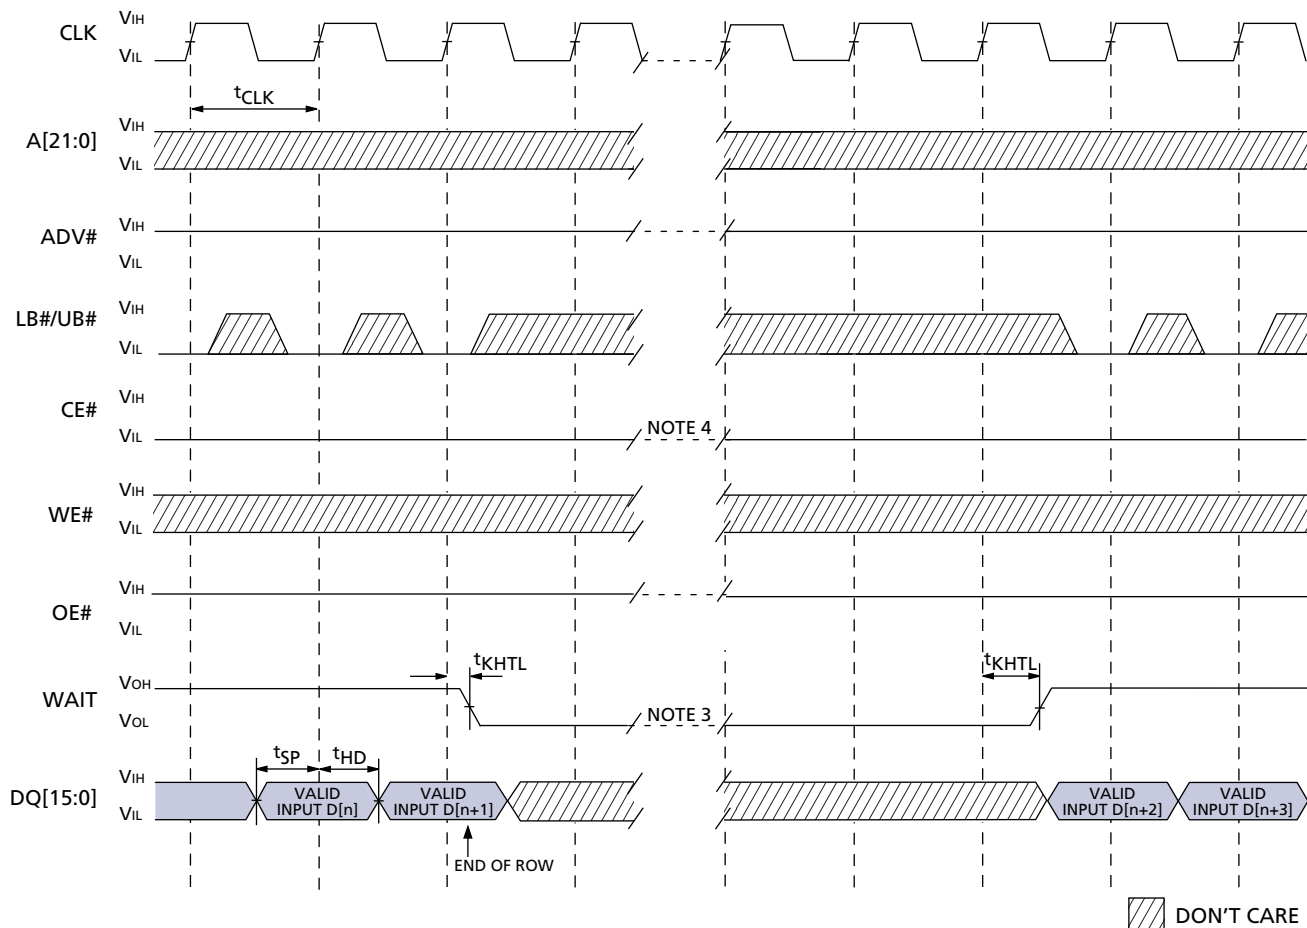 CLK
VIH
VIL
tCLK
A[21:0]
VIH
VIL
ADV#
VIH
VIL
LB#/UB#
VIH
VIL
CE#
VIH
VIL
NOTE 4
WE#
VIH
VIL
OE#
VIH
VIL
tKHTL
tKHTL
WAIT
VOH
VOL
NOTE 3
tSP
tHD
DQ[15:0]
VIH
VIL
VALID
INPUT D[n]
VALID
INPUT D[n+1]
VALID
INPUT D[n+2]
VALID
INPUT D[n+3]
END OF ROW
DON'T CARE